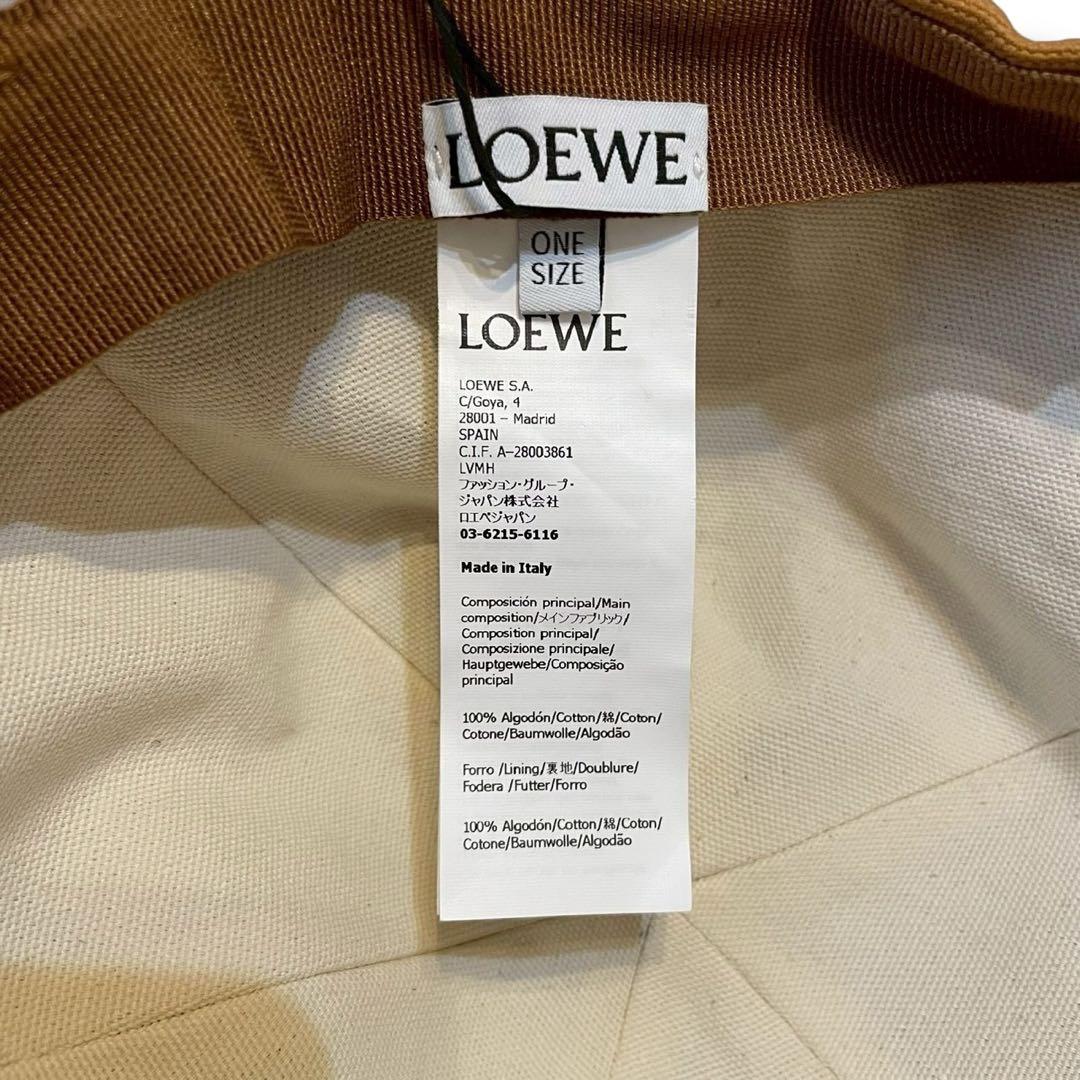 LOEWE
ONE
SIZE
LOEWE
LOEWE S.A.
C/Goya, 4
28001 – Madrid
SPAIN
C.I.F. A–28003861
LVMH
ファッション・グループ・
ジャパン株式会社
ロエベジャパン
03-6215-6116
Made in Italy
Composición principal/Main
composition/メインファブリック/
Composition principal/
Composizione principale/
Hauptgewebe/Composição
principal
100% Algodón/Cotton/綿/Coton/
Cotone/Baumwolle/Algodão
Forro /Lining/裏地/Doublure/
Fodera /Futter/Forro
100% Algodón/Cotton/綿/Coton/
Cotone/Baumwolle/Algodão